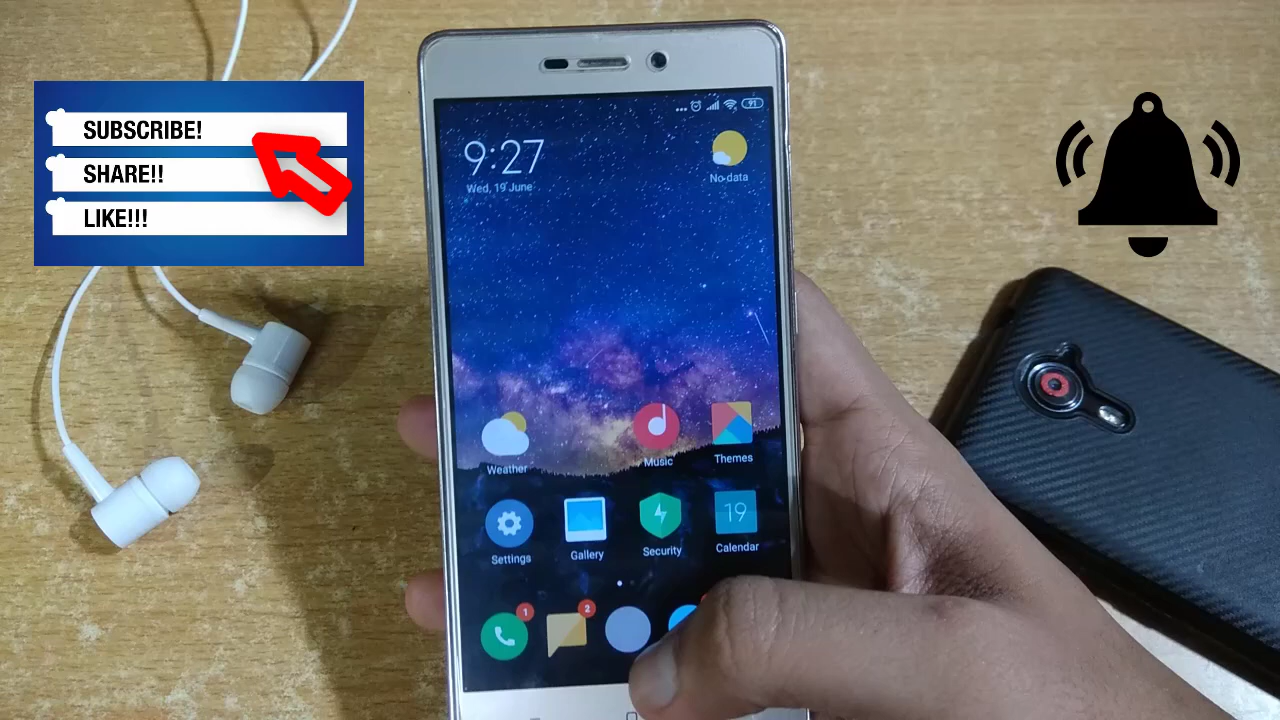 SUBSCRIBE!
SHARE!!
LIKE!!!
91
9:27
Wed, 19 June
No data
Weather
Music
Themes
19
Settings
Gallery
Security
Calendar
1
2